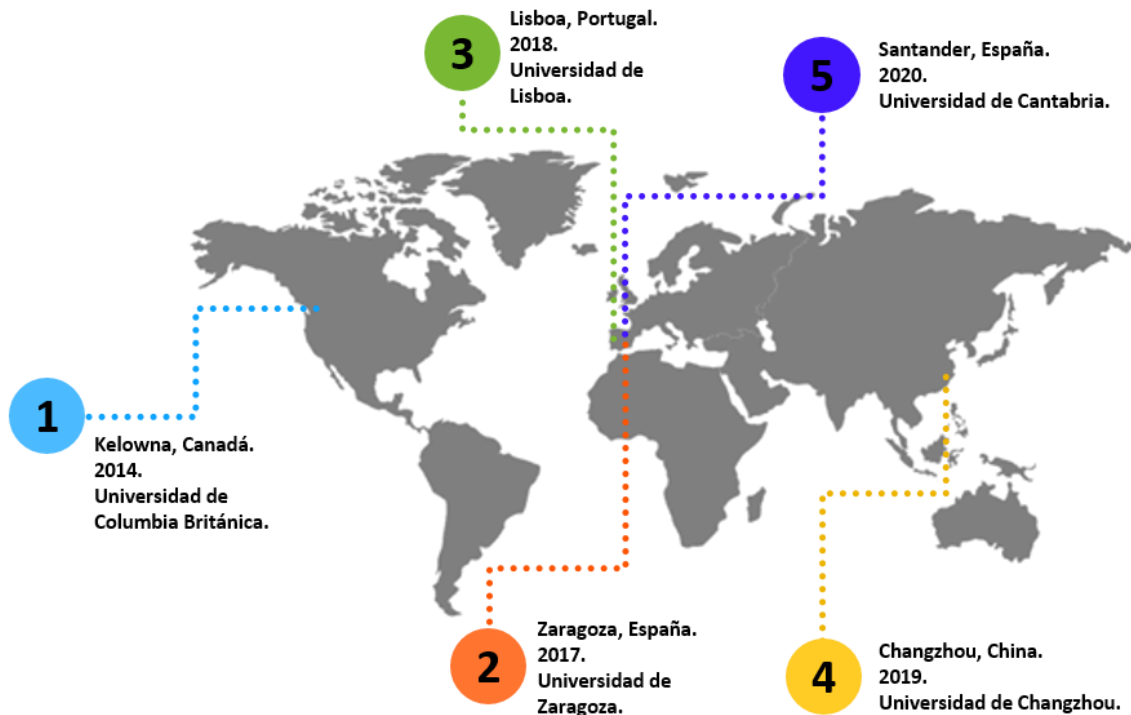 3
Lisboa, Portugal.
2018.
Universidad de
Lisboa.
5
Santander, España.
2020.
Universidad de Cantabria.
1
Kelowna, Canadá.
2014.
Universidad de
Columbia Británica.
2
Zaragoza, España.
2017.
Universidad de
Zaragoza.
4
Changzhou, China.
2019.
Universidad de Changzhou.